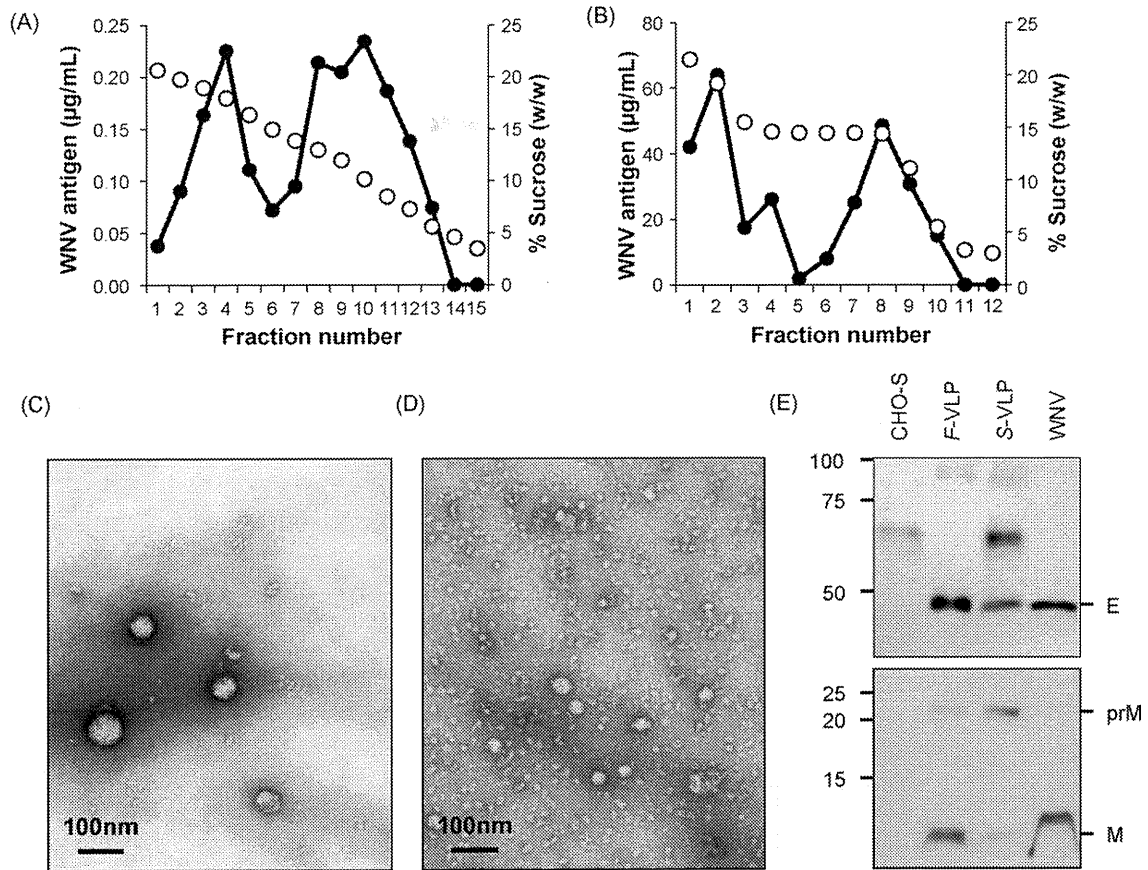 (A)
WNV antigen (µg/mL)
0.25
0.20
0.15
0.10
0.05
0.00
25
20
15
10
5
0
% Sucrose (w/w)
1 2 3 4 5 6 7 8 9 10 11 12 13 14 15
Fraction number
(B)
WNV antigen (µg/mL)
80
60
40
20
0
25
20
15
10
5
0
% Sucrose (w/w)
1 2 3 4 5 6 7 8 9 10 11 12
Fraction number
(C)
100nm
(D)
100nm
(E)
CHO-S
F-VLP
S-VLP
WNV
100
75
50
E
25
20
15
prM
M